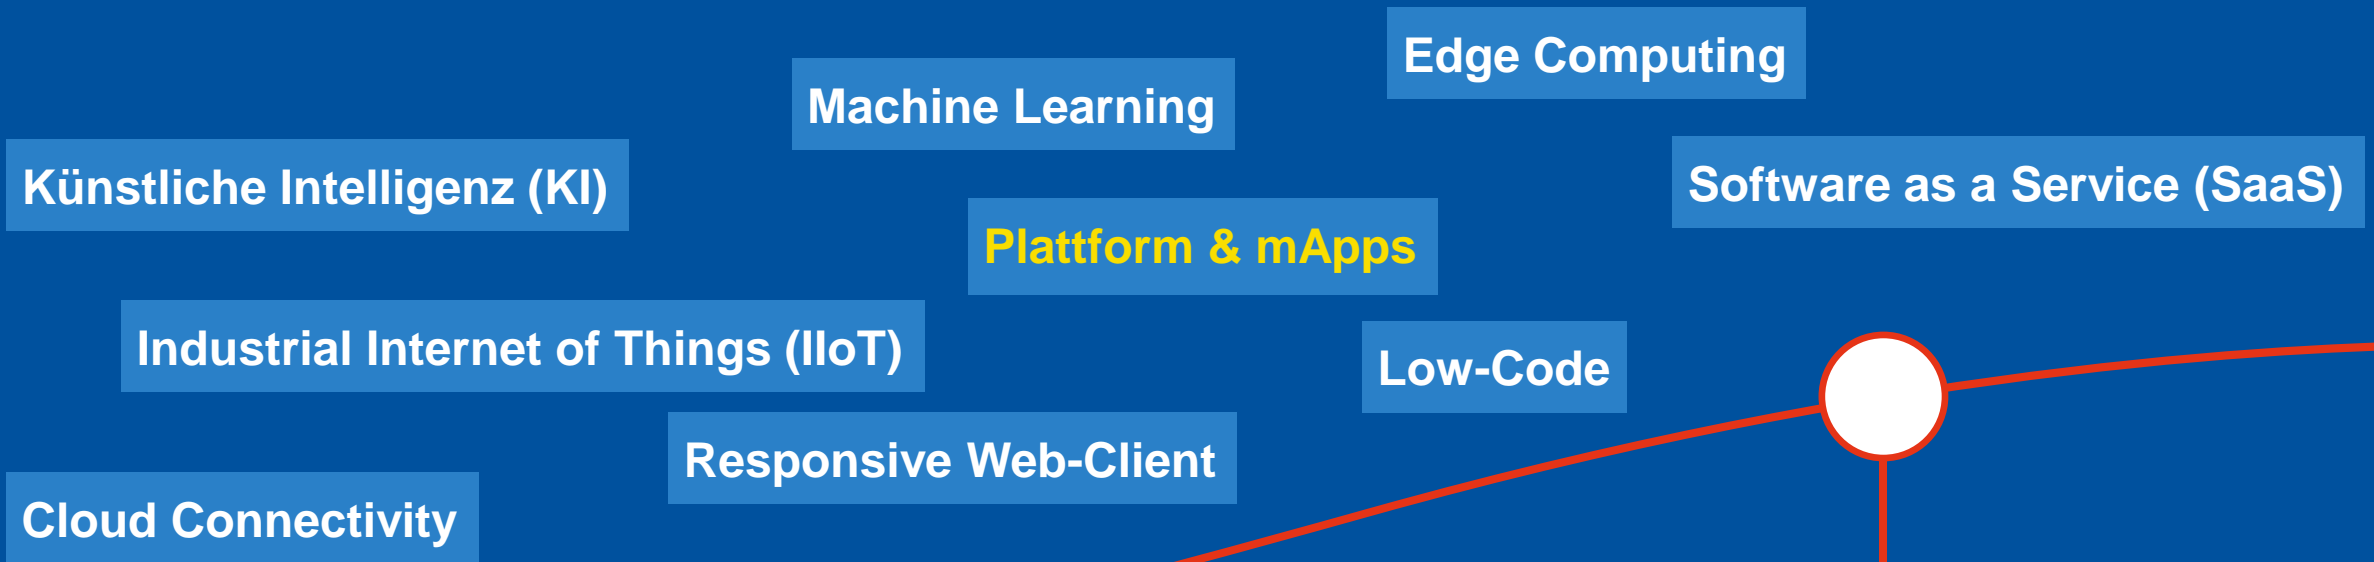 Edge Computing
Machine Learning
Künstliche Intelligenz (KI)
Software as a Service (SaaS)
Plattform & mApps
Industrial Internet of Things (IIoT)
Low-Code
Responsive Web-Client
Cloud Connectivity